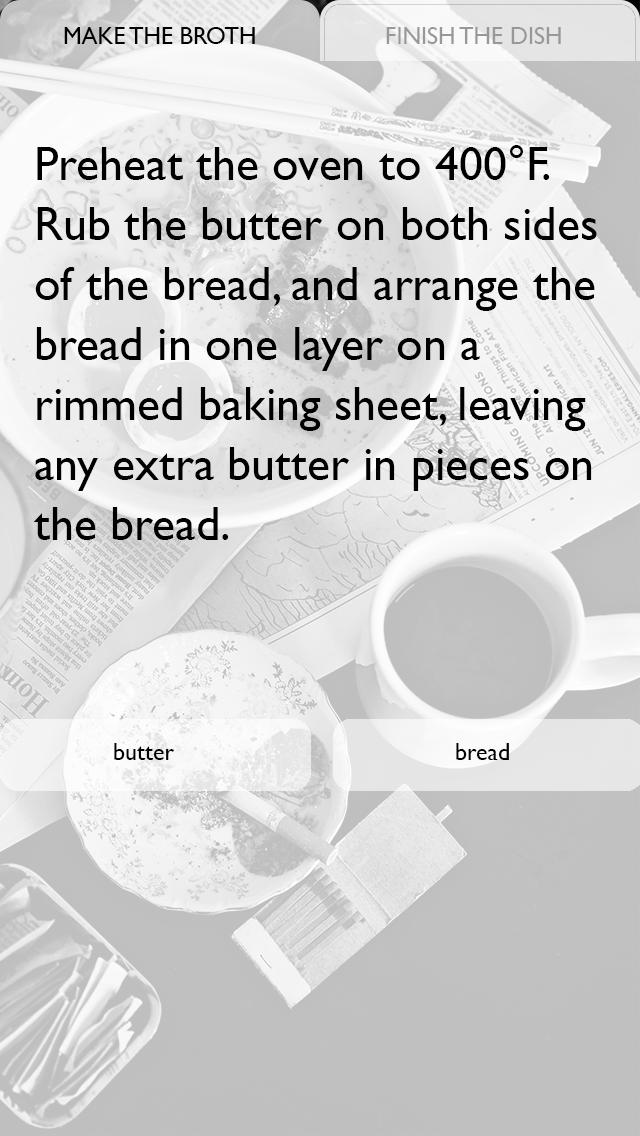 MAKE THE BROTH
FINISH THE DISH
Preheat the oven to 400°F.
Rub the butter on both sides
of the bread, and arrange the
bread in one layer on a
rimmed baking sheet, leaving
any extra butter in pieces on
the bread.
butter
bread